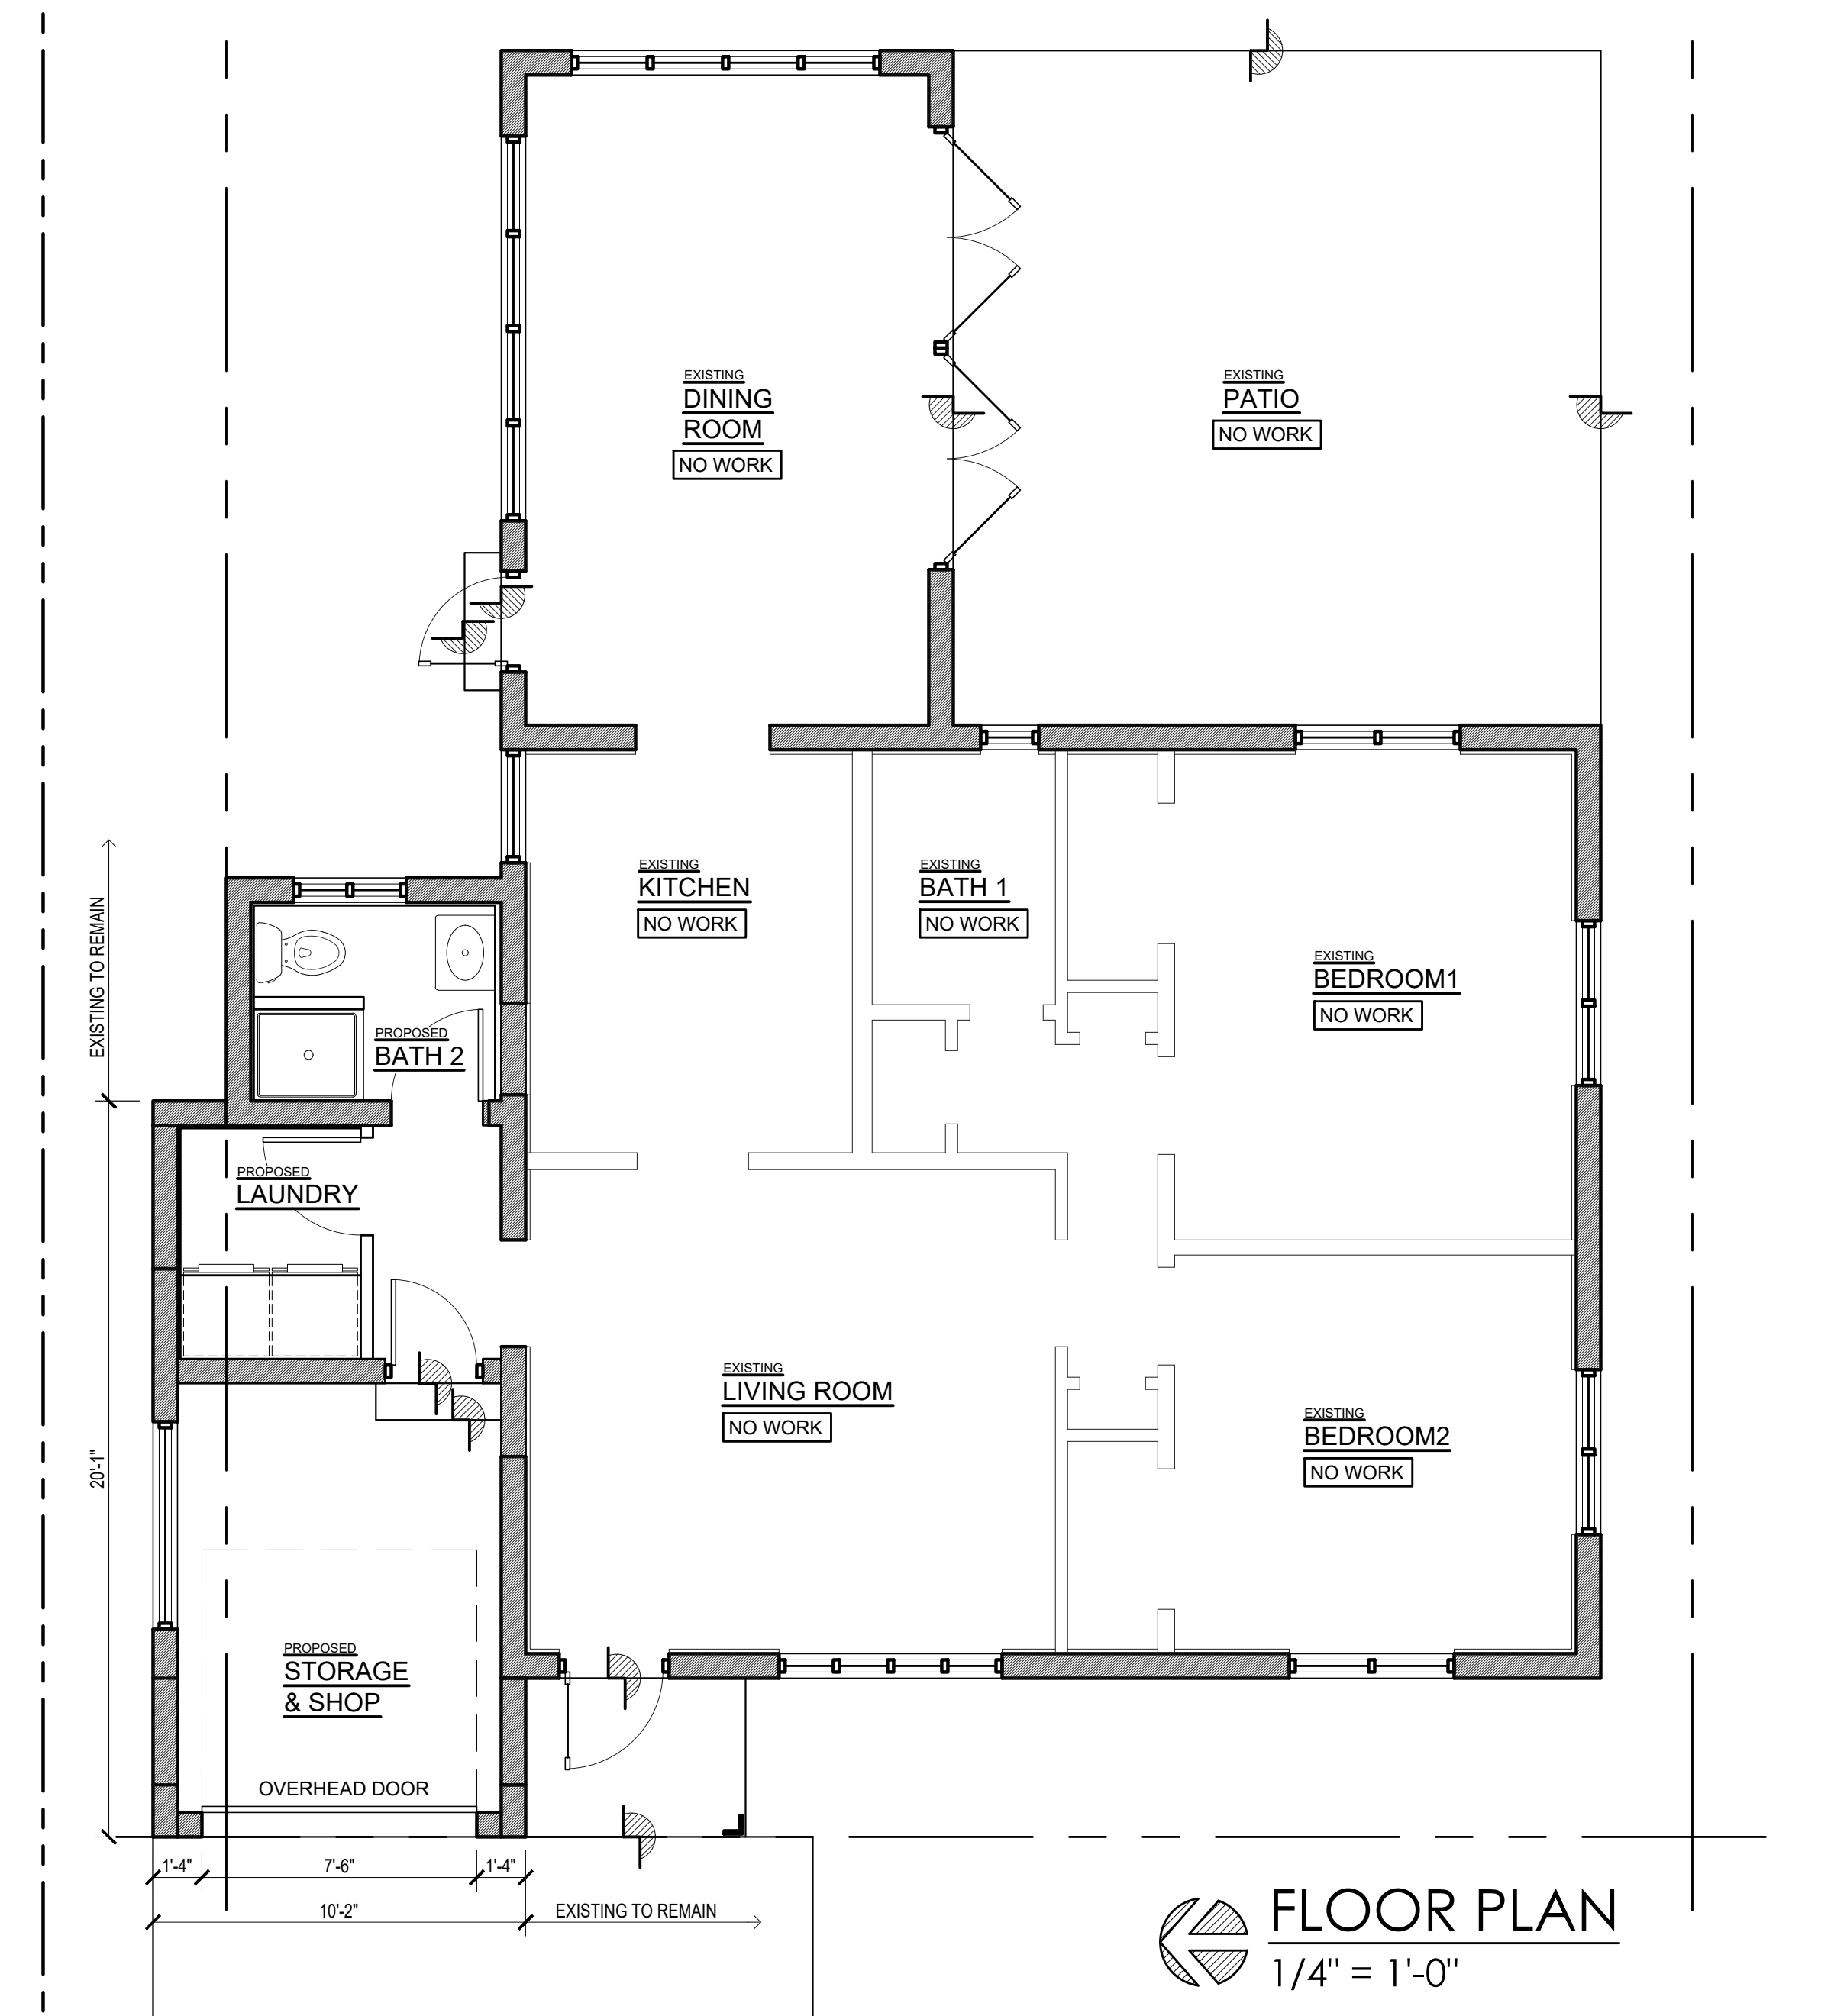 EXISTING
DINING
ROOM
NO WORK
EXISTING
PATIO
NO WORK
EXISTING
KITCHEN
NO WORK
EXISTING
BATH 1
NO WORK
EXISTING
BEDROOM1
NO WORK
EXISTING TO REMAIN
PROPOSED
BATH 2
PROPOSED
LAUNDRY
EXISTING
LIVING ROOM
NO WORK
EXISTING
BEDROOM2
NO WORK
20'-1"
PROPOSED
STORAGE
& SHOP
OVERHEAD DOOR
1'-4"
7'-6"
1'-4"
10'-2"
EXISTING TO REMAIN
FLOOR PLAN
1/4" = 1'-0"